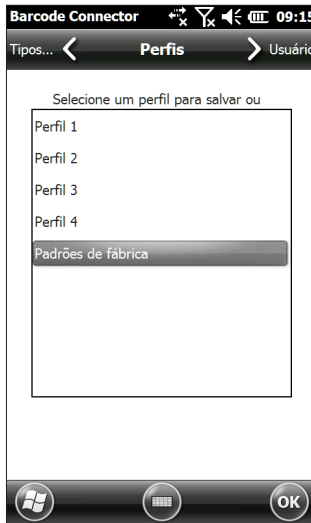 Barcode Connector 09:15
Tipos... Perfis Usuário
Selecione um perfil para salvar ou
Perfil 1
Perfil 2
Perfil 3
Perfil 4
Padrões de fábrica
OK